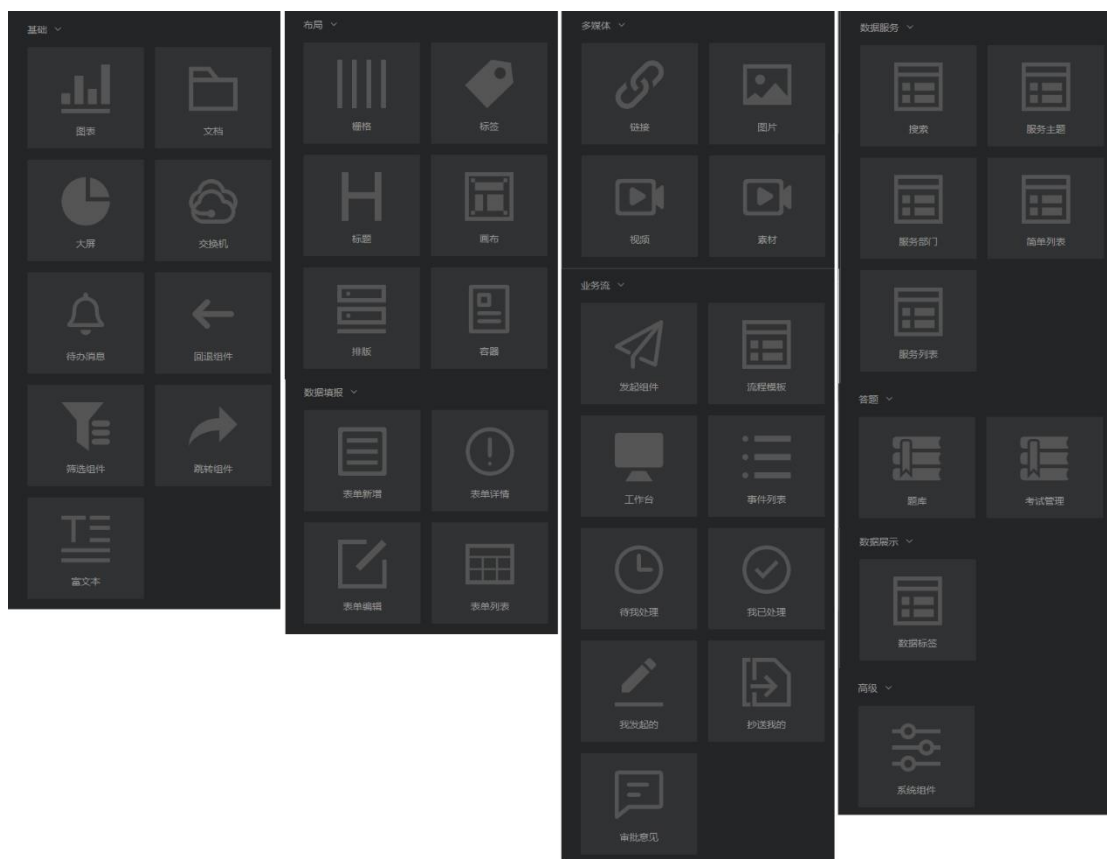 基础
图表 文档
大屏 交换机
待办消息 回退组件
筛选组件 跳转组件
富文本
布局
栅格 标签
标题 画布
排版 容器
数据填报
表单新增 表单详情
表单编辑 表单列表
多媒体
链接 图片
视频 素材
业务流
发起组件 流程模板
工作台 事件列表
待我处理 我已处理
我发起的 抄送我的
审批意见
数据服务
搜索 服务主题
服务部门 简单列表
服务列表
答题
题库 考试管理
数据展示
数据标签
高级
系统组件